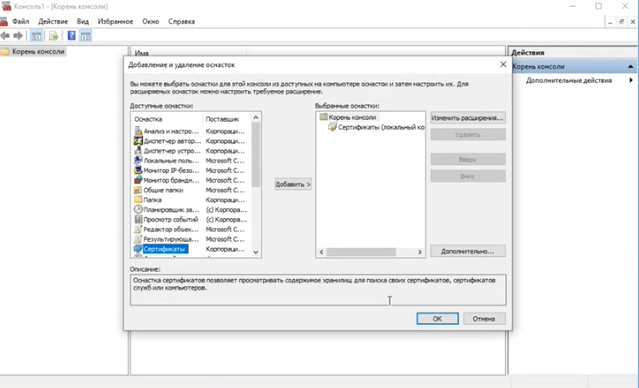 Консоль1 - [Корень консоли]
Файл Действие Вид Избранное Окно Справка
Корень консоли
Имя
Действия
Корень консоли
Дополнительные действия
Добавление и удаление оснасток
Вы можете выбрать оснастки для этой консоли из доступных на компьютере оснасток и затем настроить их. Для
расширяемых оснасток можно настроить требуемое расширение.
Доступные оснастки:
Оснастка Поставщик
Анализ и настро... Корпораци...
Диспетчер автор... Корпораци...
Диспетчер устро... Корпораци...
Локальные поль... Microsoft C...
Монитор IP-безо... Корпораци...
Монитор брандм... Microsoft C...
Общие папки Microsoft C...
Папка Корпораци...
Планировщик за... (с) Корпора...
Просмотр событий (с) Корпора...
Редактор объек... Microsoft C...
Результирующа... Microsoft C...
Сертификаты Корпораци...
Добавить >
Выбранные оснастки:
Корень консоли
Сертификаты (локальный ко
Изменить расширения...
Удалить
Вверх
Вниз
Дополнительно...
Описание:
Оснастка сертификатов позволяет просматривать содержимое хранилищ для поиска своих сертификатов, сертификатов
служб или компьютеров.
ОК
Отмена